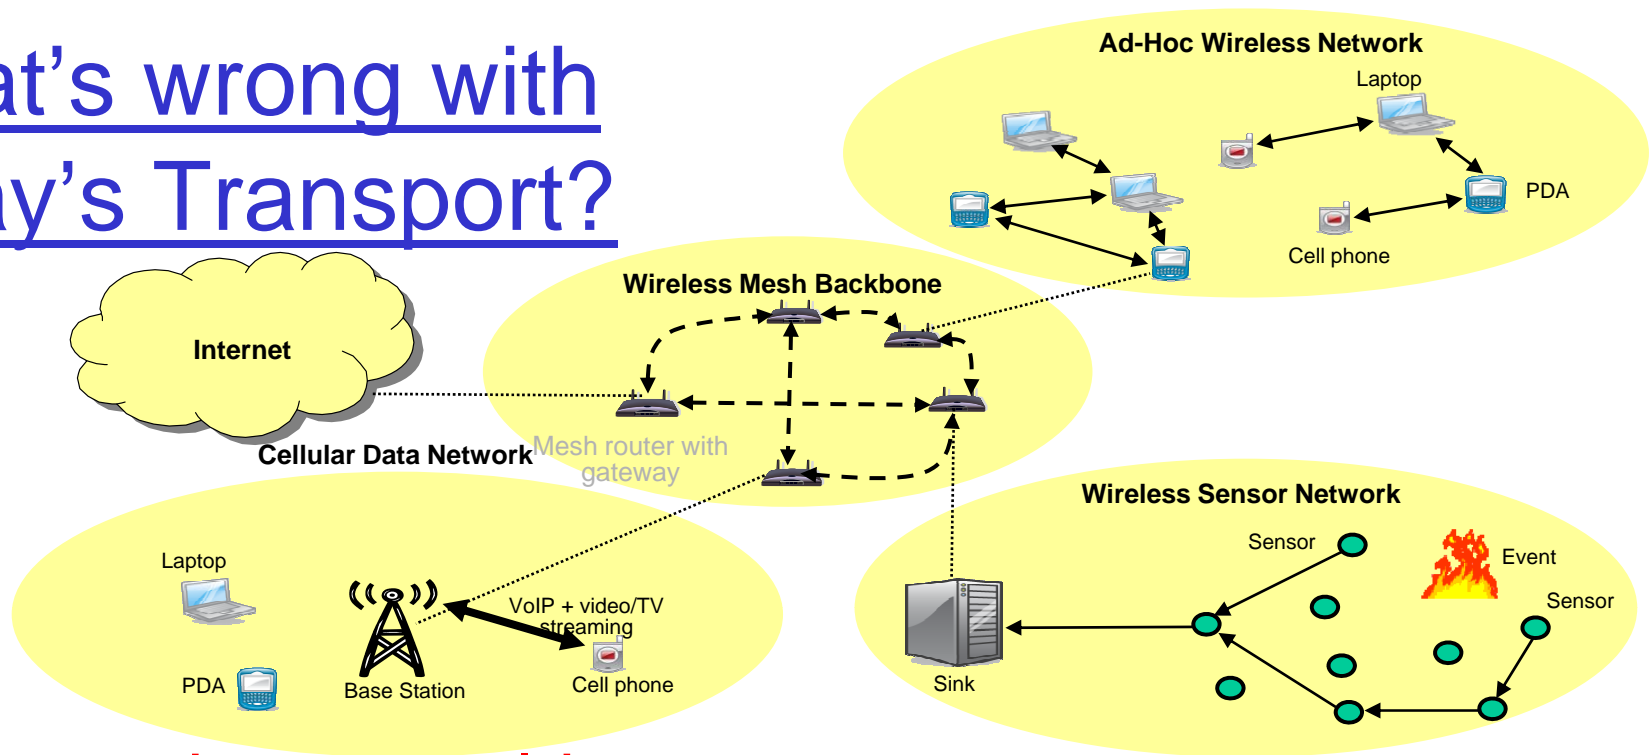 at's wrong with
ay's Transport?
Ad-Hoc Wireless Network
Laptop
PDA
Cell phone
Wireless Mesh Backbone
Internet
Mesh router with
gateway
Cellular Data Network
Laptop
VoIP + video/TV
streaming
PDA
Base Station
Cell phone
Wireless Sensor Network
Sensor
Event
Sensor
Sink